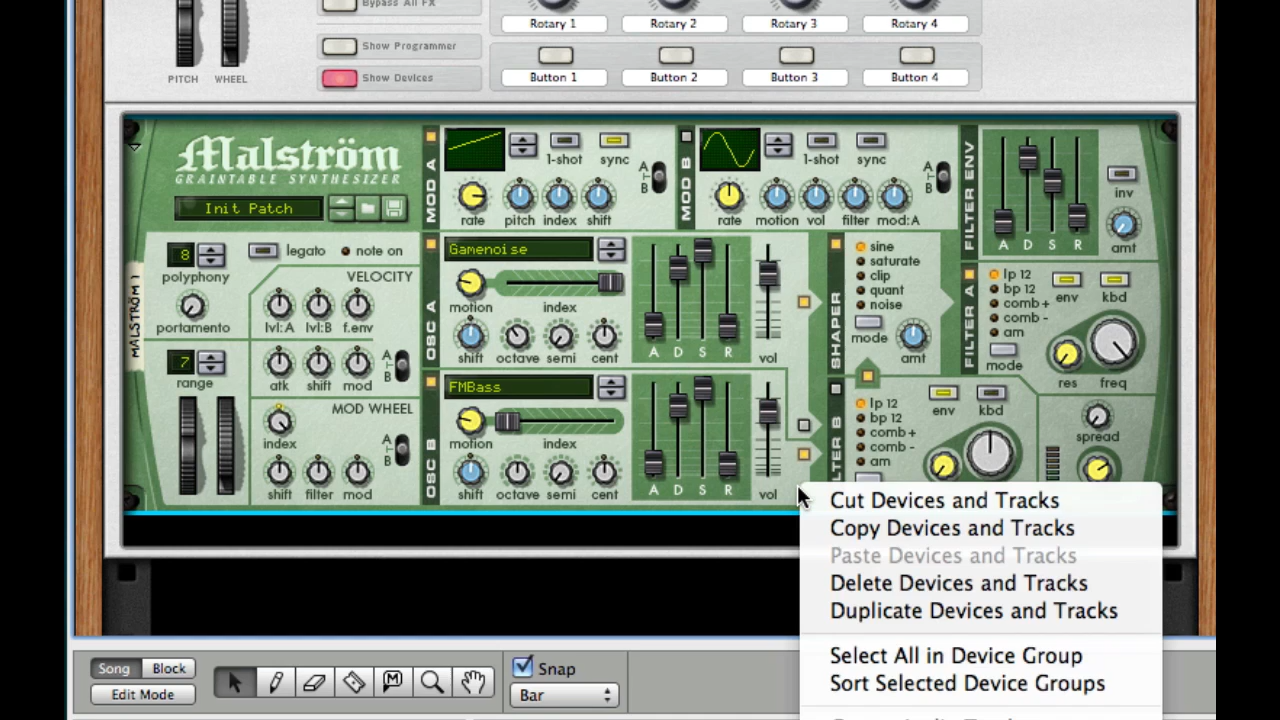 Bypass All FX
Rotary 1
Rotary 2
Rotary 3
Rotary 4
Show Programmer
PITCH
WHEEL
Show Devices
Button 1
Button 2
Button 3
Button 4
Malström
GRAINTABLE SYNTHESIZER
Init Patch
MALSTRÖM 1
8
legato
note on
polyphony
VELOCITY
portamento
lvl:A
lvl:B
f.env
7
range
atk
shift
mod
A
B
MOD WHEEL
index
A
B
shift
filter
mod
MOD A
1-shot
sync
A
B
rate
pitch
index
shift
MOD B
1-shot
sync
A
B
rate
motion
vol
filter
mod:A
FILTER ENV
A
D
S
R
inv
amt
OSC A
Gamenoise
motion
index
shift
octave
semi
cent
A
D
S
R
vol
OSC B
FMBass
motion
index
shift
octave
semi
cent
A
D
S
R
vol
SHAPER
sine
saturate
clip
quant
noise
mode
amt
FILTER A
lp 12
bp 12
comb +
comb -
am
mode
env
kbd
res
freq
lp 12
bp 12
comb +
comb -
am
env
kbd
spread
Cut Devices and Tracks
Copy Devices and Tracks
Paste Devices and Tracks
Delete Devices and Tracks
Duplicate Devices and Tracks
Select All in Device Group
Sort Selected Device Groups
Song
Block
Edit Mode
M
Snap
Bar